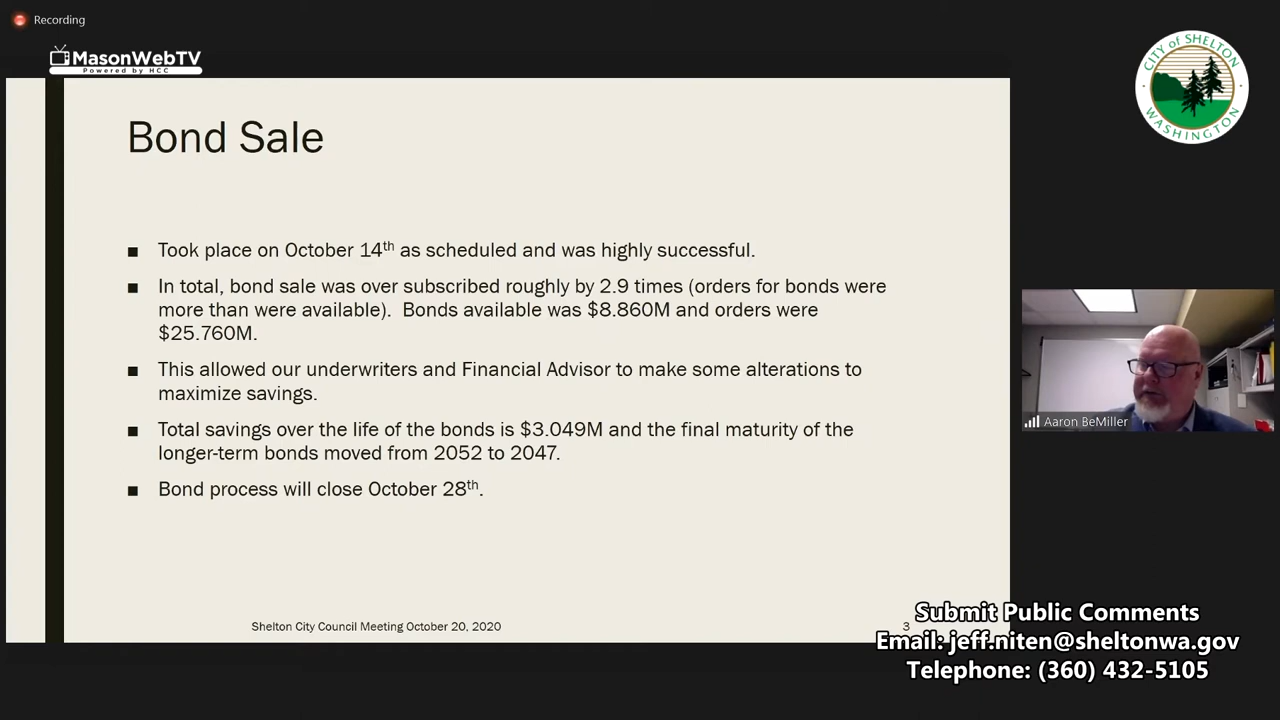 Recording
MasonWebTV
Powered by HCC
CITY of SHELTON
WASHINGTON
Bond Sale
■ Took place on October 14th as scheduled and was highly successful.
■ In total, bond sale was over subscribed roughly by 2.9 times (orders for bonds were
more than were available).  Bonds available was $8.860M and orders were
$25.760M.
■ This allowed our underwriters and Financial Advisor to make some alterations to
maximize savings.
■ Total savings over the life of the bonds is $3.049M and the final maturity of the
longer-term bonds moved from 2052 to 2047.
■ Bond process will close October 28th.
Aaron BeMiller
Shelton City Council Meeting October 20, 2020
3
Submit Public Comments
Email: jeff.niten@sheltonwa.gov
Telephone: (360) 432-5105